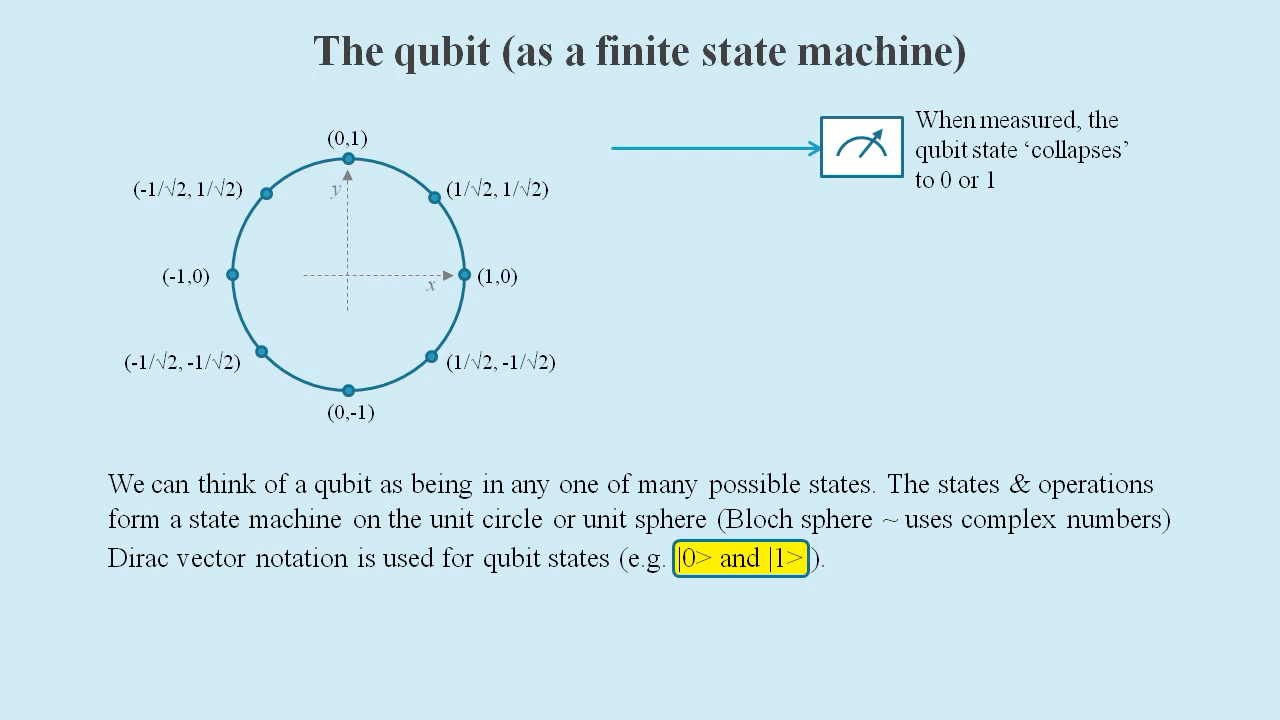 The qubit (as a finite state machine)
(0,1)
(-1/√2, 1/√2)
y
(1/√2, 1/√2)
(-1,0)
x
(1,0)
(-1/√2, -1/√2)
(1/√2, -1/√2)
(0,-1)
When measured, the
qubit state ‘collapses’
to 0 or 1
We can think of a qubit as being in any one of many possible states. The states & operations
form a state machine on the unit circle or unit sphere (Bloch sphere ~ uses complex numbers)
Dirac vector notation is used for qubit states (e.g. |0> and |1> ).